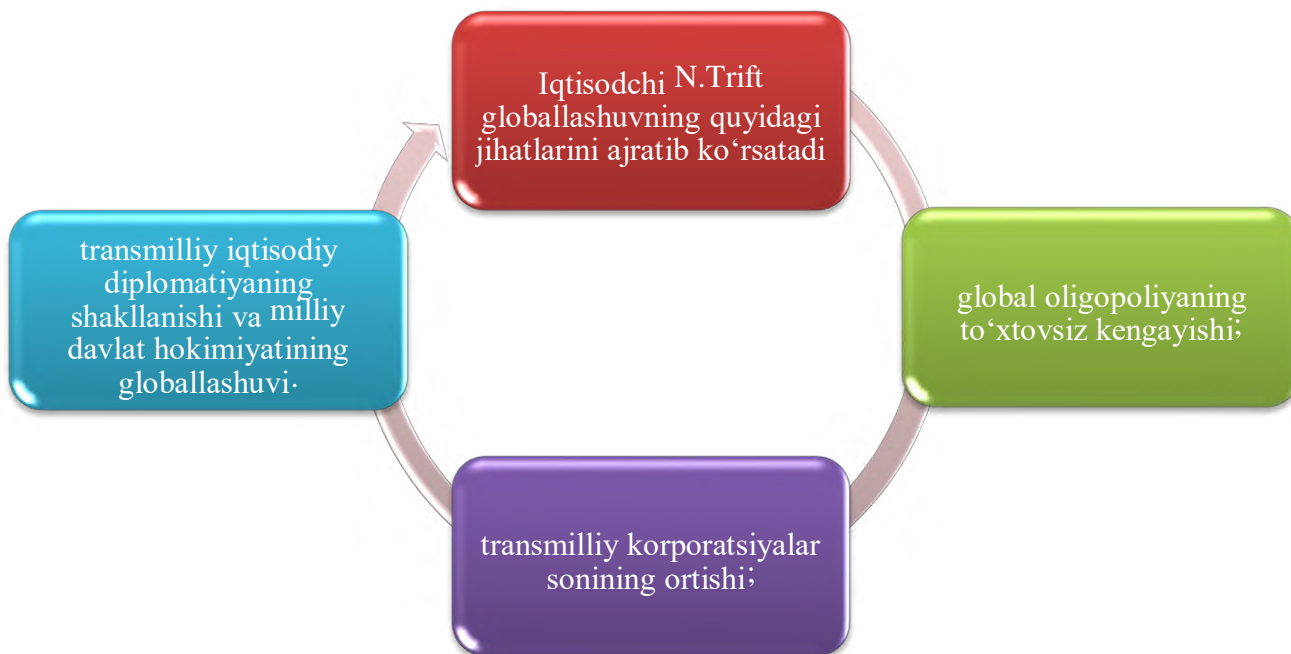 Iqtisodchi N.Trift
globallashuvning quyidagi
jihatlarini ajratib ko‘rsatadi
global oligopoliyaning
to‘xtovsiz kengayishi;
transmilliy korporatsiyalar
sonining ortishi;
transmilliy iqtisodiy
diplomatiyaning
shakllanishi va milliy
davlat hokimiyatining
globallashuvi.